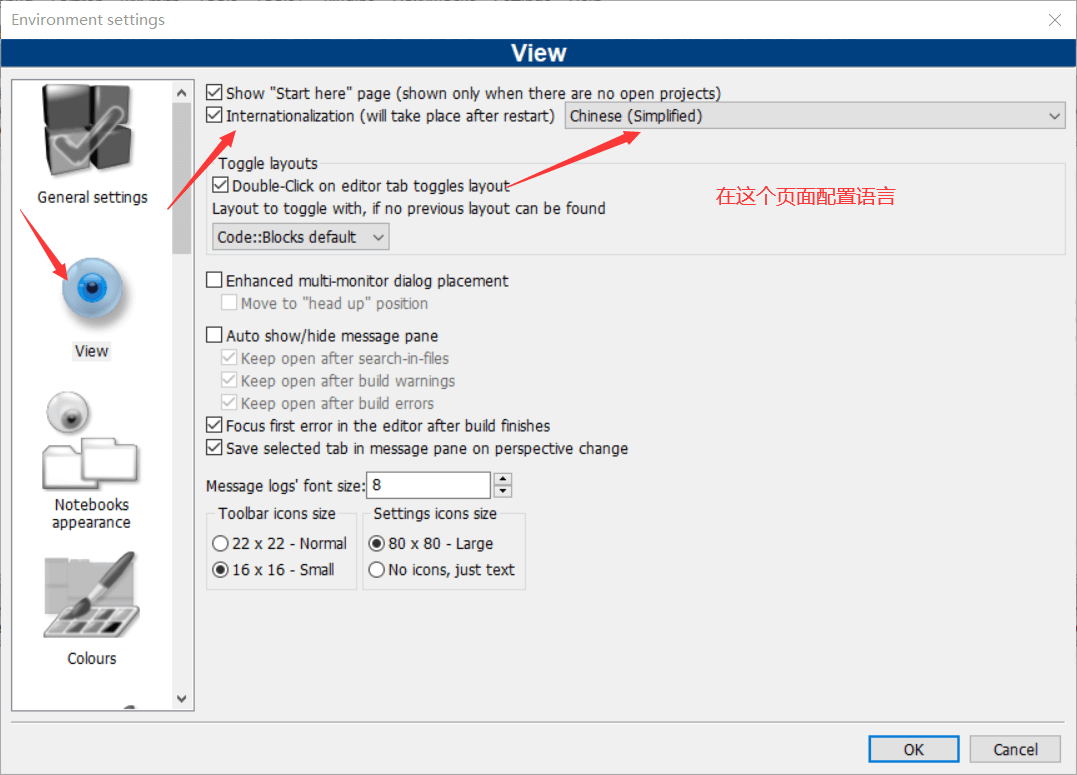 Environment settings
View
General settings
View
Notebooks
appearance
Colours
Show "Start here" page (shown only when there are no open projects)
Internationalization (will take place after restart)
Chinese (Simplified)
Toggle layouts
Double-Click on editor tab toggles layout
Layout to toggle with, if no previous layout can be found
Code::Blocks default
在这个页面配置语言
Enhanced multi-monitor dialog placement
Move to "head up" position
Auto show/hide message pane
Keep open after search-in-files
Keep open after build warnings
Keep open after build errors
Focus first error in the editor after build finishes
Save selected tab in message pane on perspective change
Message logs' font size:
8
Toolbar icons size
22 x 22 - Normal
16 x 16 - Small
Settings icons size
80 x 80 - Large
No icons, just text
OK
Cancel